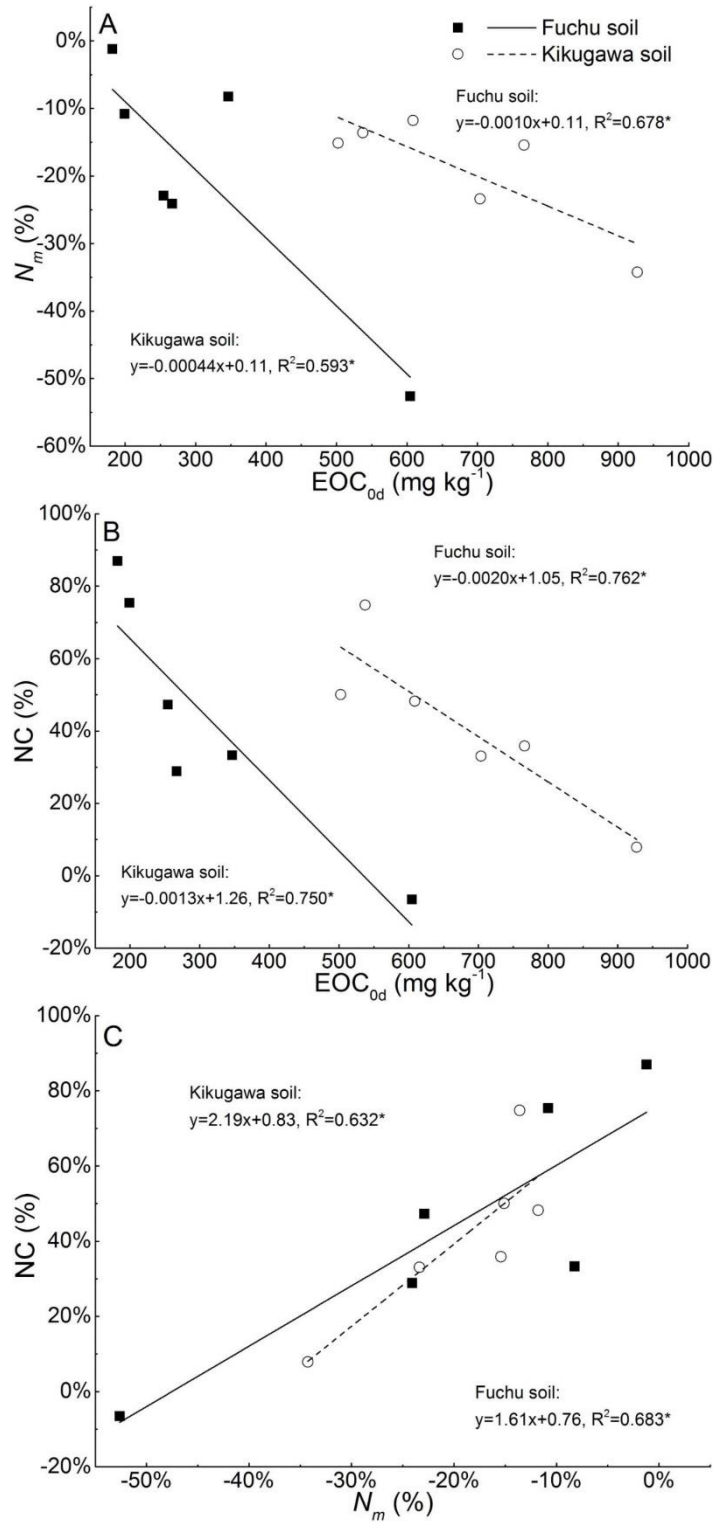 A
Fuchu soil
Kikugawa soil
Fuchu soil:
y=-0.0010x+0.11, R²=0.678*
Kikugawa soil:
y=-0.00044x+0.11, R²=0.593*
0%
-10%
-20%
-30%
-40%
-50%
-60%
Nm (%)
200 300 400 500 600 700 800 900 1000
EOC0d (mg kg⁻¹)
B
Fuchu soil:
y=-0.0020x+1.05, R²=0.762*
Kikugawa soil:
y=-0.0013x+1.26, R²=0.750*
100%
80%
60%
40%
20%
0%
-20%
NC (%)
200 300 400 500 600 700 800 900 1000
EOC0d (mg kg⁻¹)
C
Kikugawa soil:
y=2.19x+0.83, R²=0.632*
Fuchu soil:
y=1.61x+0.76, R²=0.683*
100%
80%
60%
40%
20%
0%
-20%
NC (%)
-50% -40% -30% -20% -10% 0%
Nm (%)